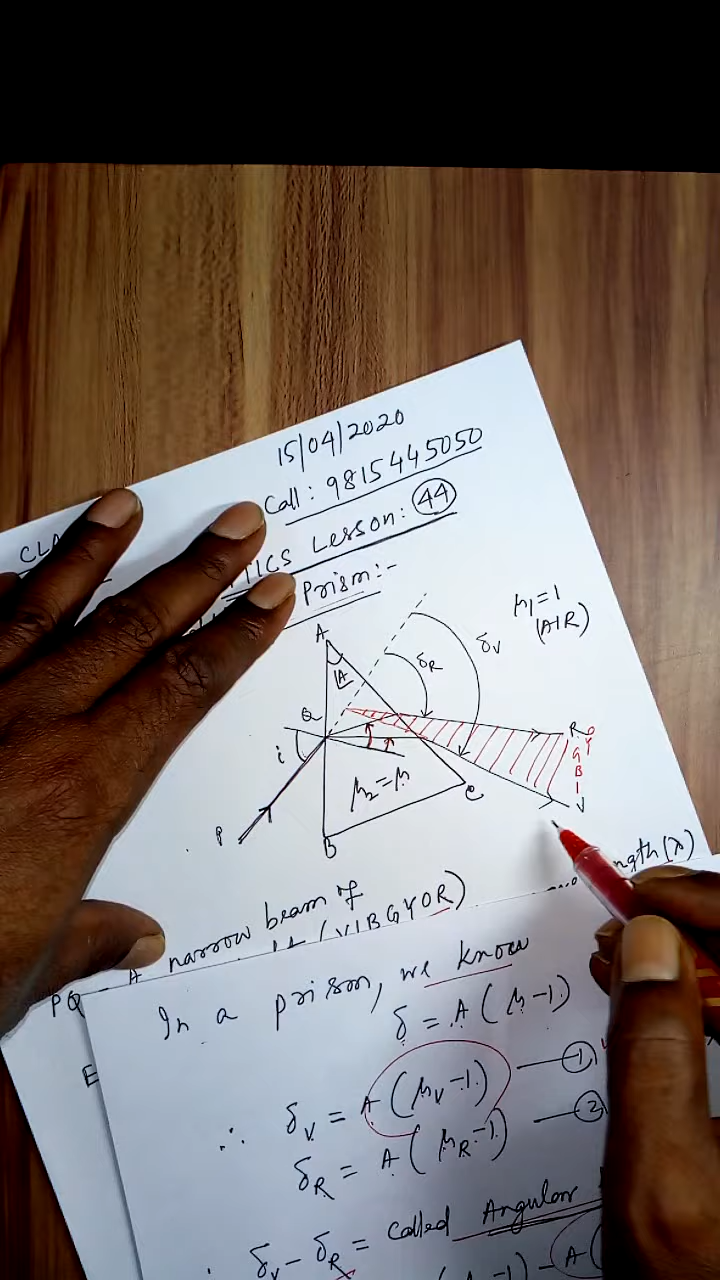 15/04/2020
Call: 9815445050
Lesson: 44
Prism:-
μ1=1
(AIR)
A
δV
δR
A
Q
R
O
Y
G
B
I
V
i
μ2=μ
C
P
B
PQ - A narrow beam of
(VIBGYOR)
In a prism, we know
δ = A(μ-1)
∴ δV = A(μV-1) — 1
δR = A(μR-1) — 2
δV - δR = Called Angular